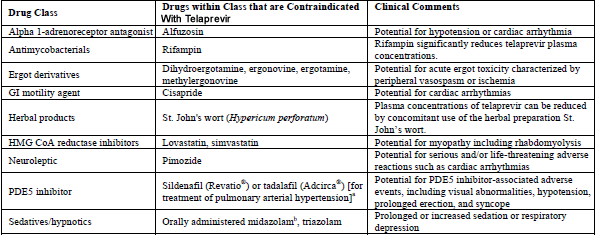 Drug Class
Drugs within Class that are Contraindicated
With Telaprevir
Clinical Comments
Alpha 1-adrenoreceptor antagonist
Alfuzosin
Potential for hypotension or cardiac arrhythmia
Antimycobacterials
Rifampin
Rifampin significantly reduces telaprevir plasma
concentrations.
Ergot derivatives
Dihydroergotamine, ergonovine, ergotamine,
methylergonovine
Potential for acute ergot toxicity characterized by
peripheral vasospasm or ischemia
GI motility agent
Cisapride
Potential for cardiac arrhythmias
Herbal products
St. John's wort (Hypericum perforatum)
Plasma concentrations of telaprevir can be reduced
by concomitant use of the herbal preparation St.
John's wort.
HMG CoA reductase inhibitors
Lovastatin, simvastatin
Potential for myopathy including rhabdomyolysis
Neuroleptic
Pimozide
Potential for serious and/or life-threatening adverse
reactions such as cardiac arrhythmias
PDE5 inhibitor
Sildenafil (Revatio®) or tadalafil (Adcirca®) [for
treatment of pulmonary arterial hypertension]a
Potential for PDE5 inhibitor-associated adverse
events, including visual abnormalities, hypotension,
prolonged erection, and syncope
Sedatives/hypnotics
Orally administered midazolamb, triazolam
Prolonged or increased sedation or respiratory
depression